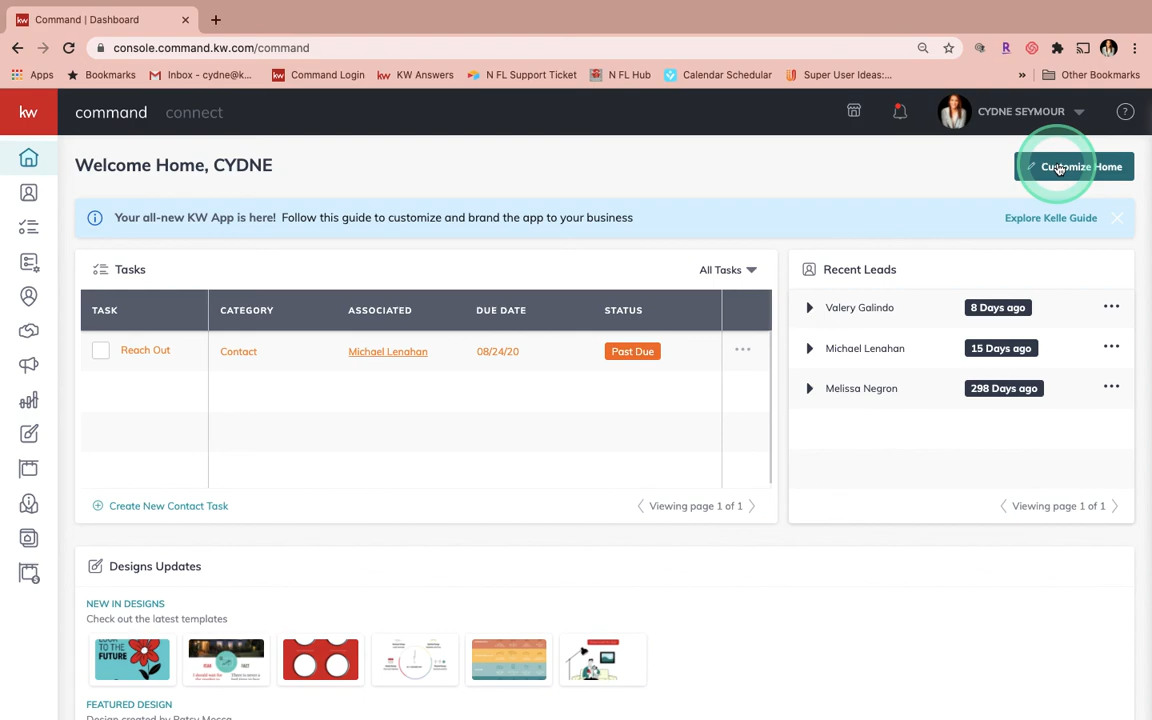 kw Command | Dashboard
console.command.kw.com/command
Apps Bookmarks Inbox - cydne@k... Command Login kw KW Answers N FL Support Ticket N FL Hub Calendar Schedular Super User Ideas:... » Other Bookmarks
kw command connect CYDNE SEYMOUR
Welcome Home, CYDNE
Customize Home
Your all-new KW App is here! Follow this guide to customize and brand the app to your business Explore Kelle Guide
Tasks All Tasks
TASK CATEGORY ASSOCIATED DUE DATE STATUS
Reach Out Contact Michael Lenahan 08/24/20 Past Due
Create New Contact Task Viewing page 1 of 1
Recent Leads
Valery Galindo 8 Days ago
Michael Lenahan 15 Days ago
Melissa Negron 298 Days ago
Viewing page 1 of 1
Designs Updates
NEW IN DESIGNS
Check out the latest templates
TO THE
FUTURE
FEATURED DESIGN
Design created by Patsy Mecca